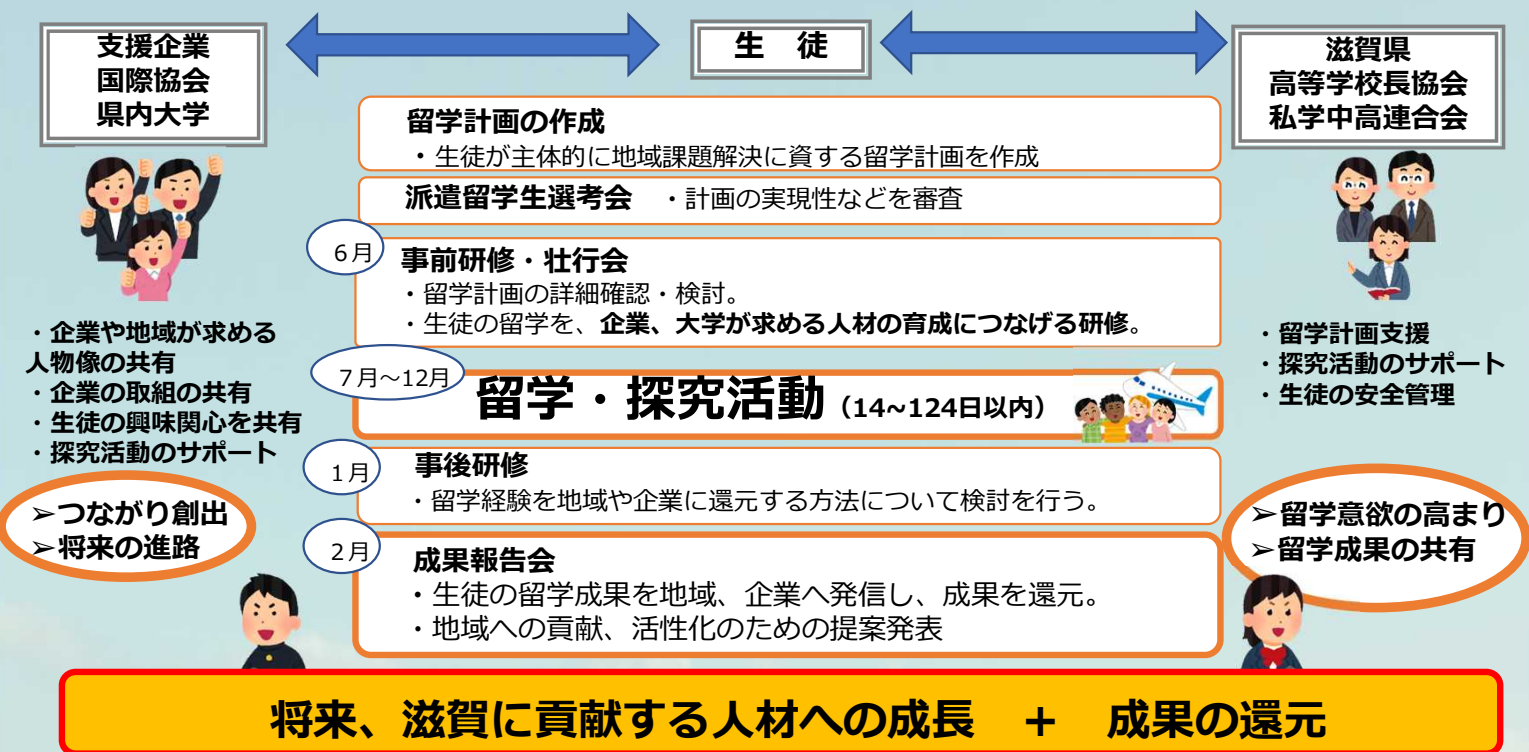 支援企業
国際協会
県内大学
生 徒
滋賀県
高等学校長協会
私学中高連合会
留学計画の作成
・生徒が主体的に地域課題解決に資する留学計画を作成
派遣留学生選考会 ・計画の実現性などを審査
6月
事前研修・壮行会
・留学計画の詳細確認・検討。
・生徒の留学を、企業、大学が求める人材の育成につなげる研修。
7月～12月
留学・探究活動（14~124日以内）
1月
事後研修
・留学経験を地域や企業に還元する方法について検討を行う。
2月
成果報告会
・生徒の留学成果を地域、企業へ発信し、成果を還元。
・地域への貢献、活性化のための提案発表
・企業や地域が求める
人物像の共有
・企業の取組の共有
・生徒の興味関心を共有
・探究活動のサポート
➢つながり創出
➢将来の進路
・留学計画支援
・探究活動のサポート
・生徒の安全管理
➢留学意欲の高まり
➢留学成果の共有
将来、滋賀に貢献する人材への成長 + 成果の還元